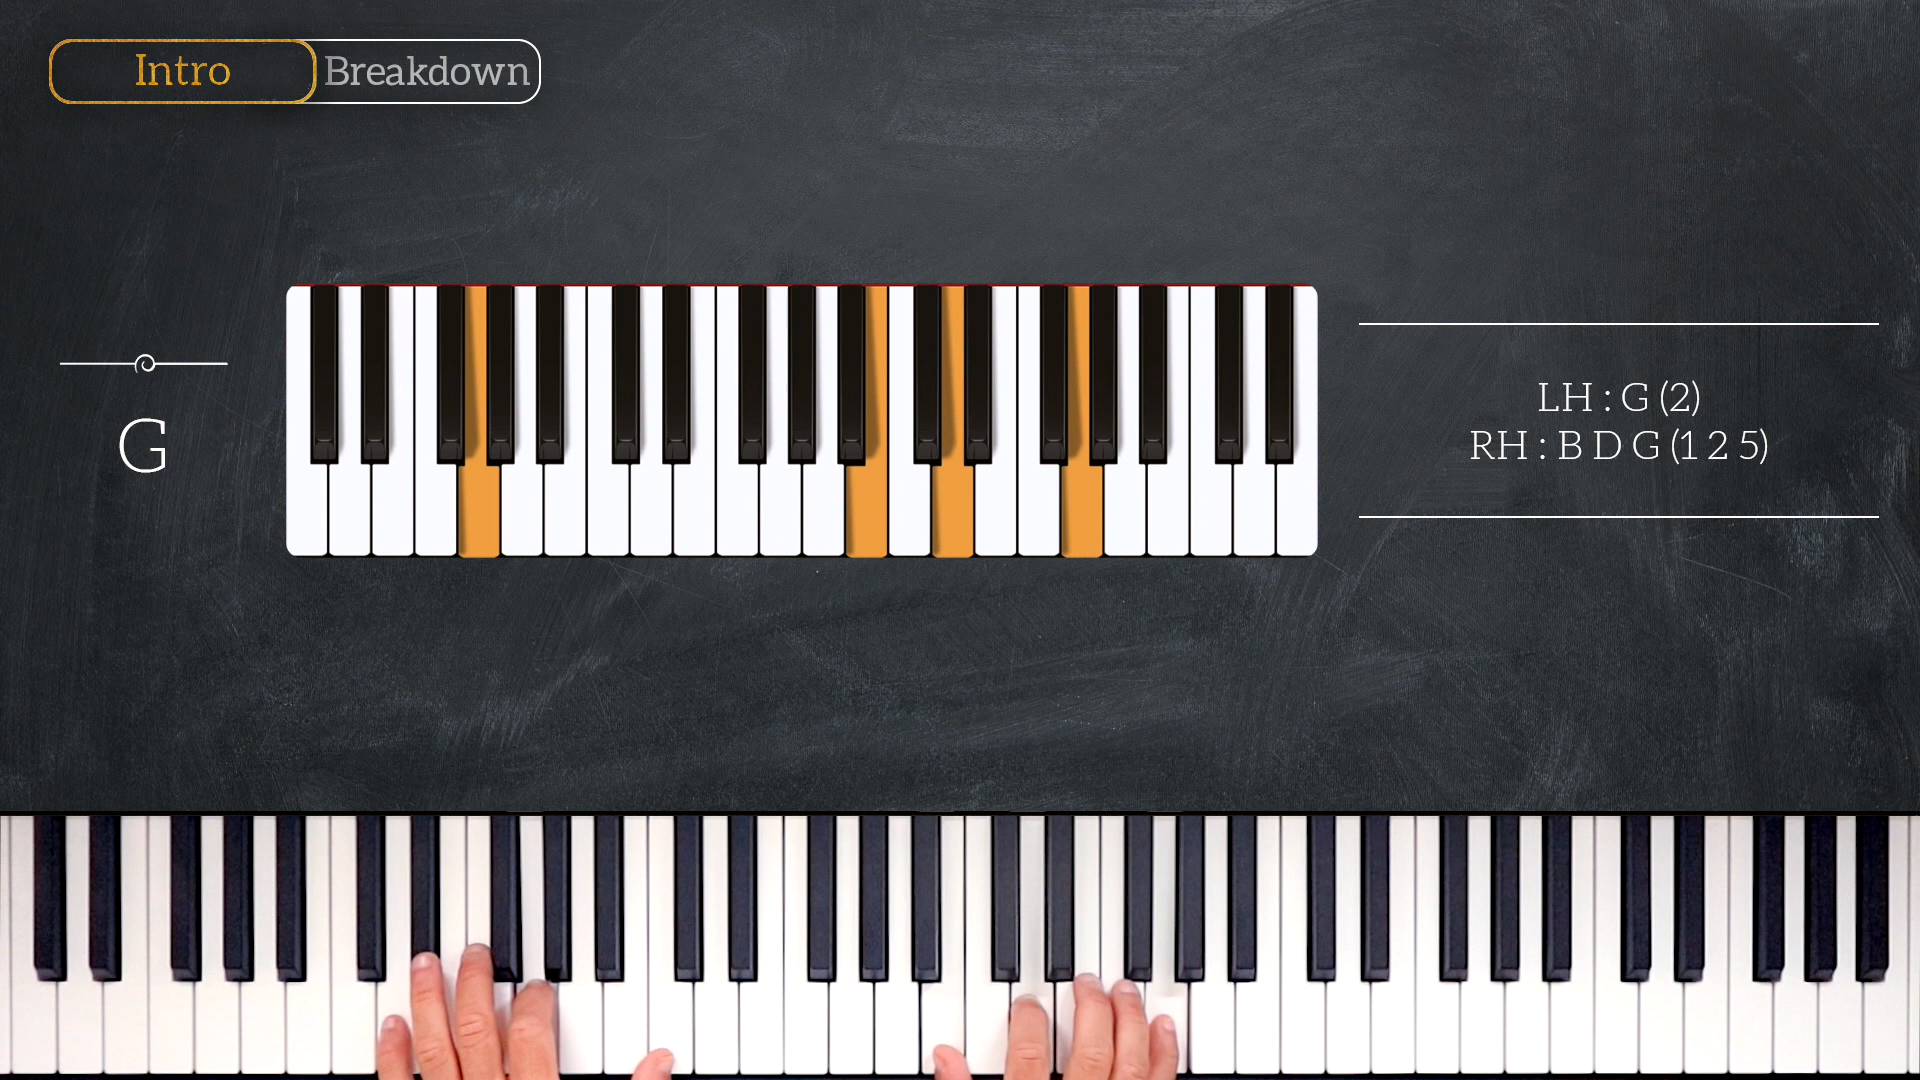 Intro Breakdown
G
LH : G (2)
RH : B D G (1 2 5)